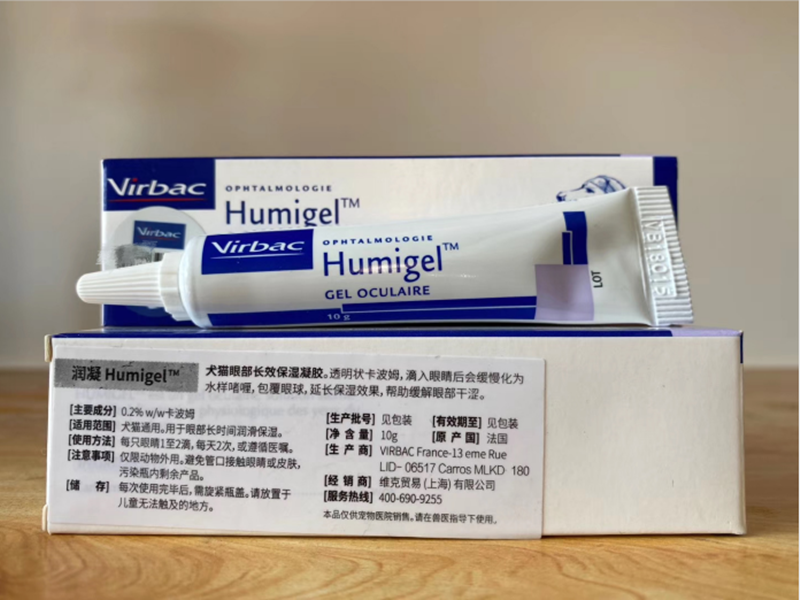 Virbac
OPHTALMOLOGIE
Humigel™
Virbac
Virbac
OPHTALMOLOGIE
Humigel™
GEL OCULAIRE
10 g
LOT
润凝 Humigel™
犬猫眼部长效保湿凝胶。透明状卡波姆，滴入眼睛后会缓慢化为
水样啫喱，包覆眼球，延长保湿效果，帮助缓解眼部干涩。
[主要成分] 0.2% w/w卡波姆
[适用范围] 犬猫通用。用于眼部长时间润滑保湿。
[使用方法] 每只眼睛1至2滴，每天2次，或遵循医嘱。
[注意事项] 仅限动物外用。避免管口接触眼睛或皮肤，
污染瓶内剩余产品。
[储 存] 每次使用完毕后，需旋紧瓶盖。请放置于
儿童无法触及的地方。
[生产批号] 见包装 [有效期至] 见包装
[净 含 量] 10g [原 产 国] 法国
[生 产 商] VIRBAC France-13 eme Rue
LID- 06517 Carros MLKD 180
[经 销 商] 维克贸易 (上海) 有限公司
[服务热线] 400-690-9255
本品仅供宠物医院销售。请在兽医指导下使用。